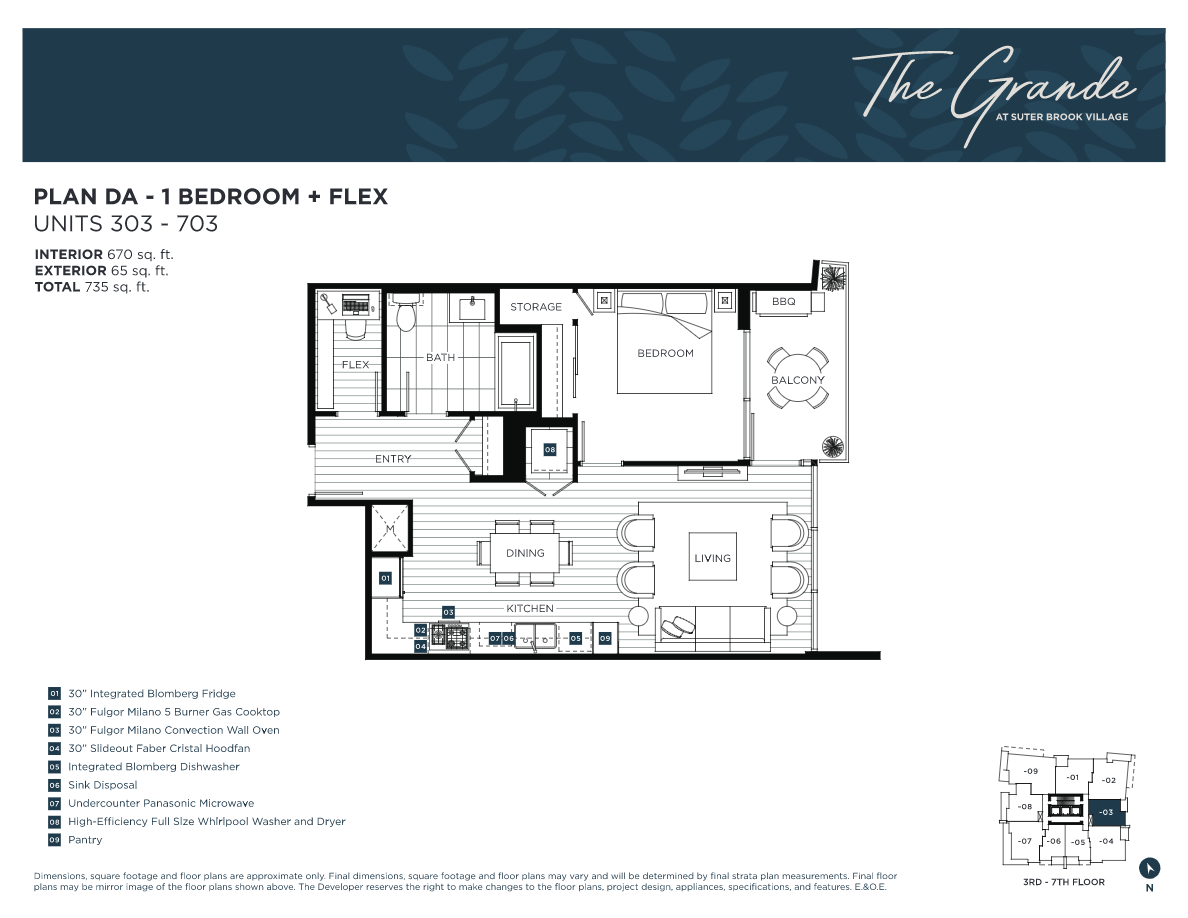 The Grande
AT SUTER BROOK VILLAGE
PLAN DA - 1 BEDROOM + FLEX
UNITS 303 - 703
INTERIOR 670 sq. ft.
EXTERIOR 65 sq. ft.
TOTAL 735 sq. ft.
STORAGE
BBQ
FLEX
BATH
BEDROOM
BALCONY
ENTRY
08
M
DINING
LIVING
01
KITCHEN
03
02
04
07 06
05
09
01 30" Integrated Blomberg Fridge
02 30" Fulgor Milano 5 Burner Gas Cooktop
03 30" Fulgor Milano Convection Wall Oven
04 30" Slideout Faber Cristal Hoodfan
05 Integrated Blomberg Dishwasher
06 Sink Disposal
07 Undercounter Panasonic Microwave
08 High-Efficiency Full Size Whirlpool Washer and Dryer
09 Pantry
-09
-01
-02
-08
-03
-07
-06
-05
-04
3RD - 7TH FLOOR
N
Dimensions, square footage and floor plans are approximate only. Final dimensions, square footage and floor plans may vary and will be determined by final strata plan measurements. Final floor
plans may be mirror image of the floor plans shown above. The Developer reserves the right to make changes to the floor plans, project design, appliances, specifications, and features. E.&O.E.